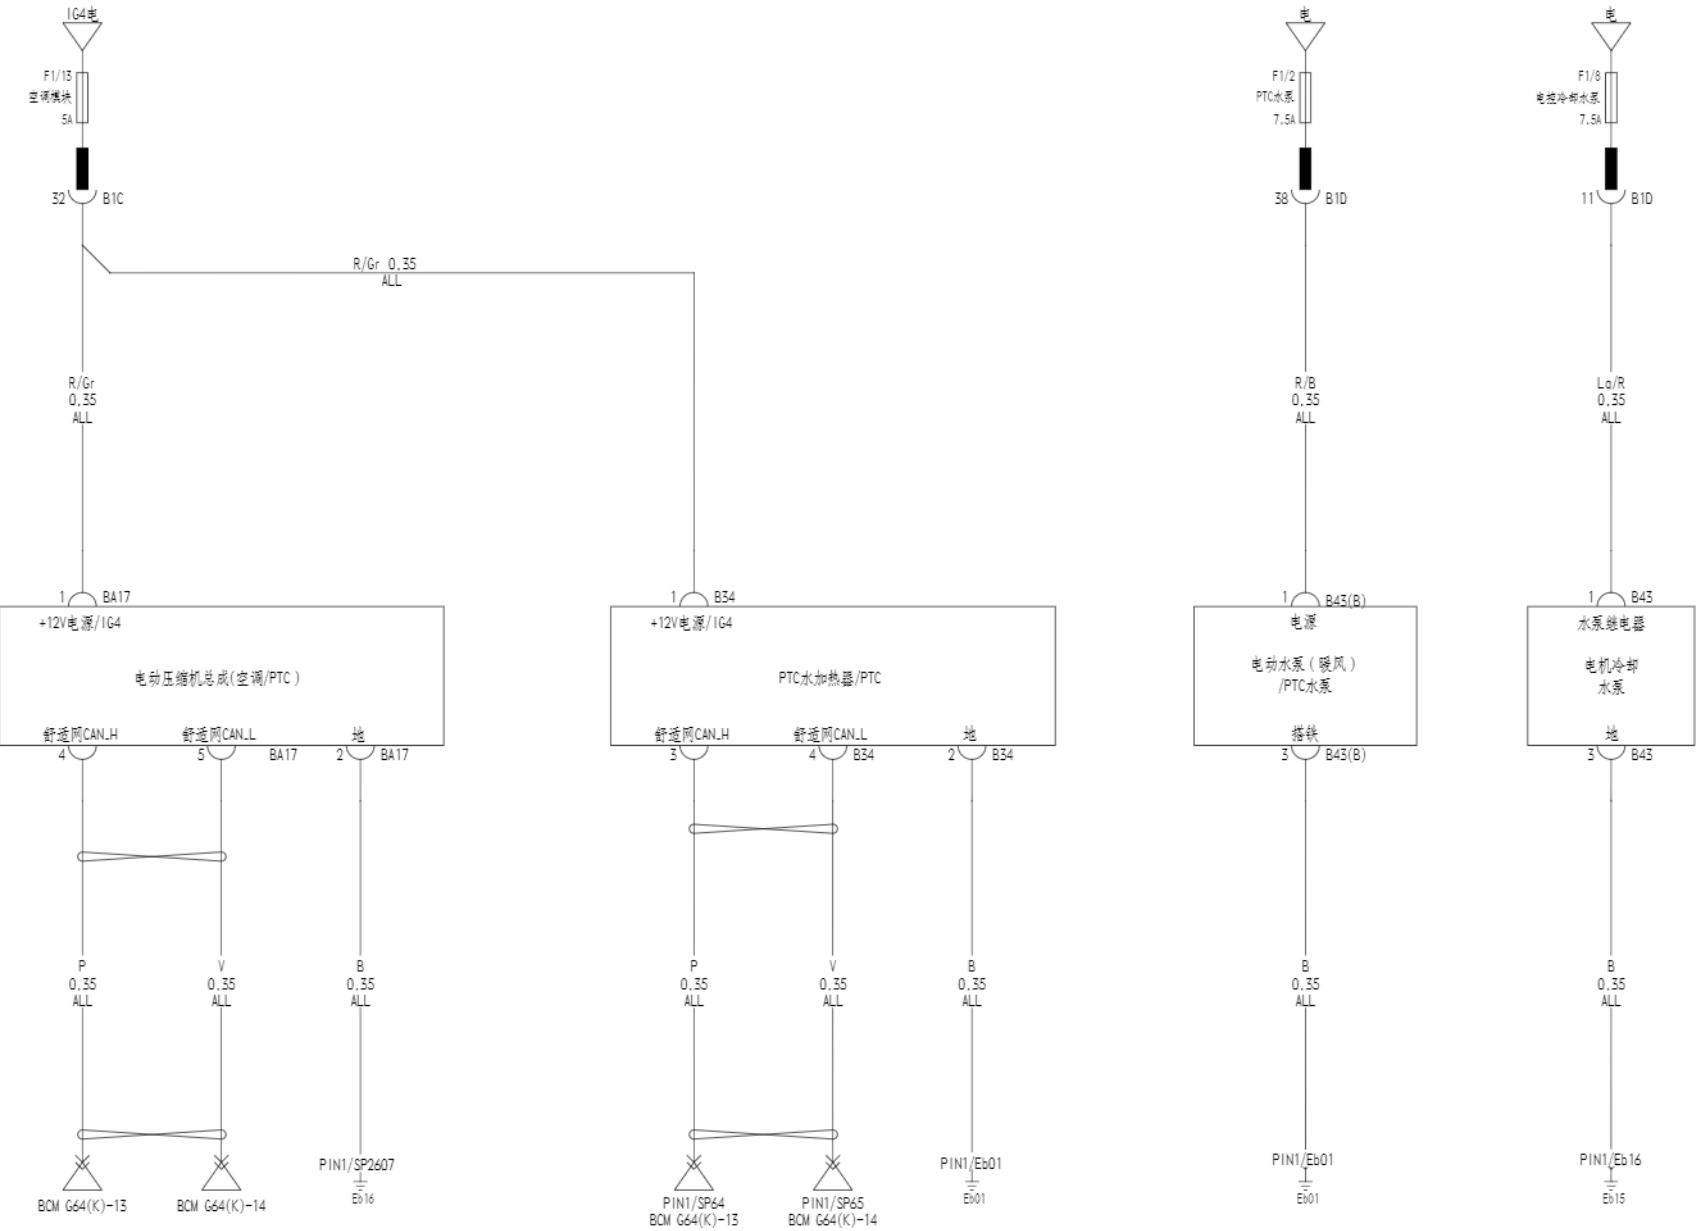 IG4电
电
电
F1/13
空调模块
5A
F1/2
PTC水泵
7.5A
F1/8
电控冷却水泵
7.5A
32
B1C
38
B1D
11
B1D
R/Gr 0.35
ALL
R/Gr
0.35
ALL
R/B
0.35
ALL
La/R
0.35
ALL
1
BA17
1
B34
1
B43(B)
1
B43
+12V电源/IG4
+12V电源/IG4
电源
水泵继电器
电动压缩机总成(空调/PTC)
PTC水加热器/PTC
电动水泵(暖风)
/PTC水泵
电机冷却
水泵
舒适网CAN_H
舒适网CAN_L
地
舒适网CAN_H
舒适网CAN_L
地
搭铁
地
4
5
BA17
2
BA17
3
4
B34
2
B34
3
B43(B)
3
B43
P
0.35
ALL
V
0.35
ALL
B
0.35
ALL
P
0.35
ALL
V
0.35
ALL
B
0.35
ALL
B
0.35
ALL
B
0.35
ALL
BCM G64(K)-13
BCM G64(K)-14
PIN1/SP2607
Eb16
PIN1/SP64
BCM G64(K)-13
PIN1/SP65
BCM G64(K)-14
PIN1/Eb01
Eb01
PIN1/Eb01
Eb01
PIN1/Eb16
Eb15